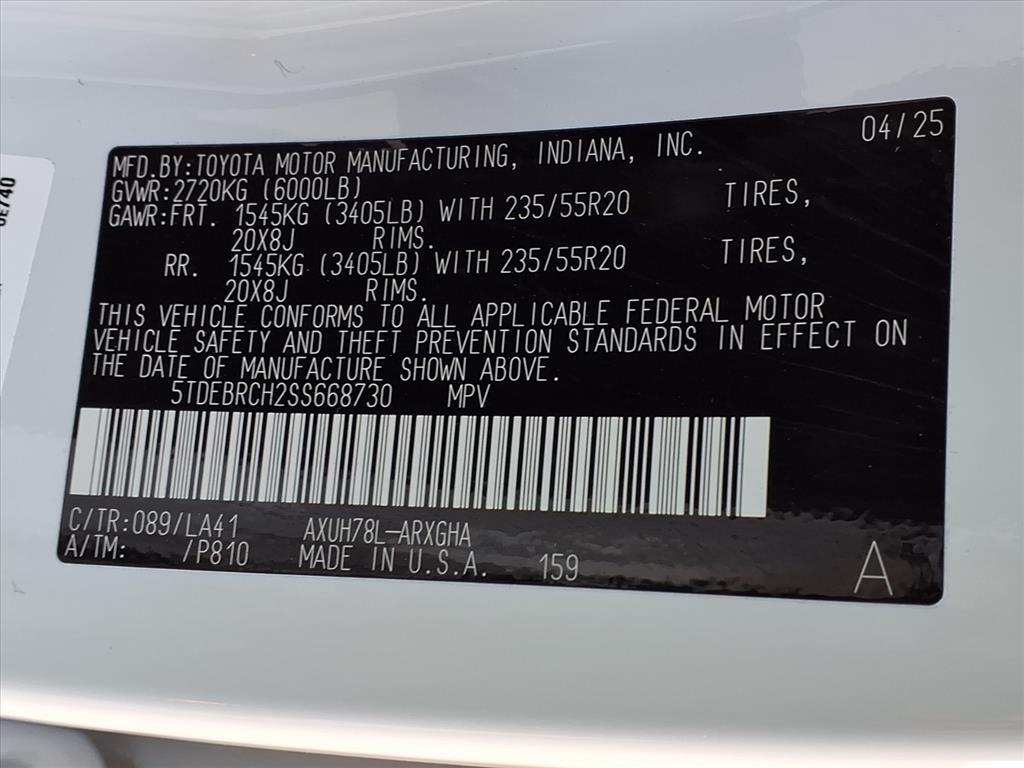 04/25
MFD.BY:TOYOTA MOTOR MANUFACTURING, INDIANA, INC.
GVWR:2720KG (6000LB)
GAWR:FRT. 1545KG (3405LB) WITH 235/55R20 TIRES,
20X8J RIMS.
RR. 1545KG (3405LB) WITH 235/55R20 TIRES,
20X8J RIMS.
THIS VEHICLE CONFORMS TO ALL APPLICABLE FEDERAL MOTOR
VEHICLE SAFETY AND THEFT PREVENTION STANDARDS IN EFFECT ON
THE DATE OF MANUFACTURE SHOWN ABOVE.
5TDEBRCH2SS668730 MPV
C/TR:089/LA41 AXUH78L-ARXGHA
A/TM: /P810 MADE IN U.S.A. 159 A